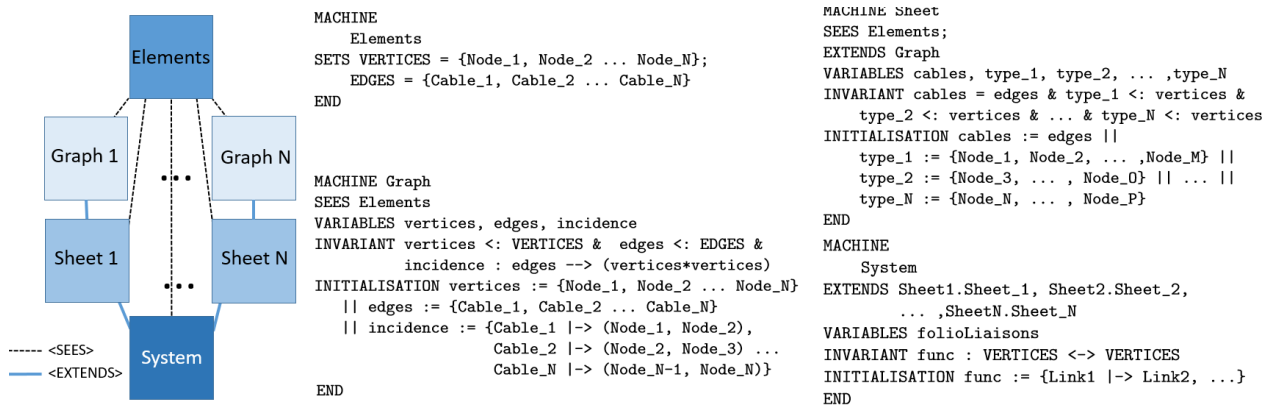 Elements
Graph 1
Graph N
...
Sheet 1
Sheet N
...
System
<SEES>
<EXTENDS>
MACHINE
Elements
SETS VERTICES = {Node_1, Node_2 ... Node_N};
EDGES = {Cable_1, Cable_2 ... Cable_N}
END
MACHINE Graph
SEES Elements
VARIABLES vertices, edges, incidence
INVARIANT vertices <: VERTICES & edges <: EDGES &
incidence : edges --> (vertices*vertices)
INITIALISATION vertices := {Node_1, Node_2 ... Node_N}
|| edges := {Cable_1, Cable_2 ... Cable_N}
|| incidence := {Cable_1 |-> (Node_1, Node_2),
Cable_2 |-> (Node_2, Node_3) ...
Cable_N |-> (Node_N-1, Node_N)}
END
MACHINE Sheet
SEES Elements;
EXTENDS Graph
VARIABLES cables, type_1, type_2, ... ,type_N
INVARIANT cables = edges & type_1 <: vertices &
type_2 <: vertices & ... & type_N <: vertices
INITIALISATION cables := edges ||
type_1 := {Node_1, Node_2, ... ,Node_M} ||
type_2 := {Node_3, ... , Node_O} || ... ||
type_N := {Node_N, ... , Node_P}
END
MACHINE
System
EXTENDS Sheet1.Sheet_1, Sheet2.Sheet_2,
... ,SheetN.Sheet_N
VARIABLES folioLiaisons
INVARIANT func : VERTICES <-> VERTICES
INITIALISATION func := {Link1 |-> Link2, ...}
END